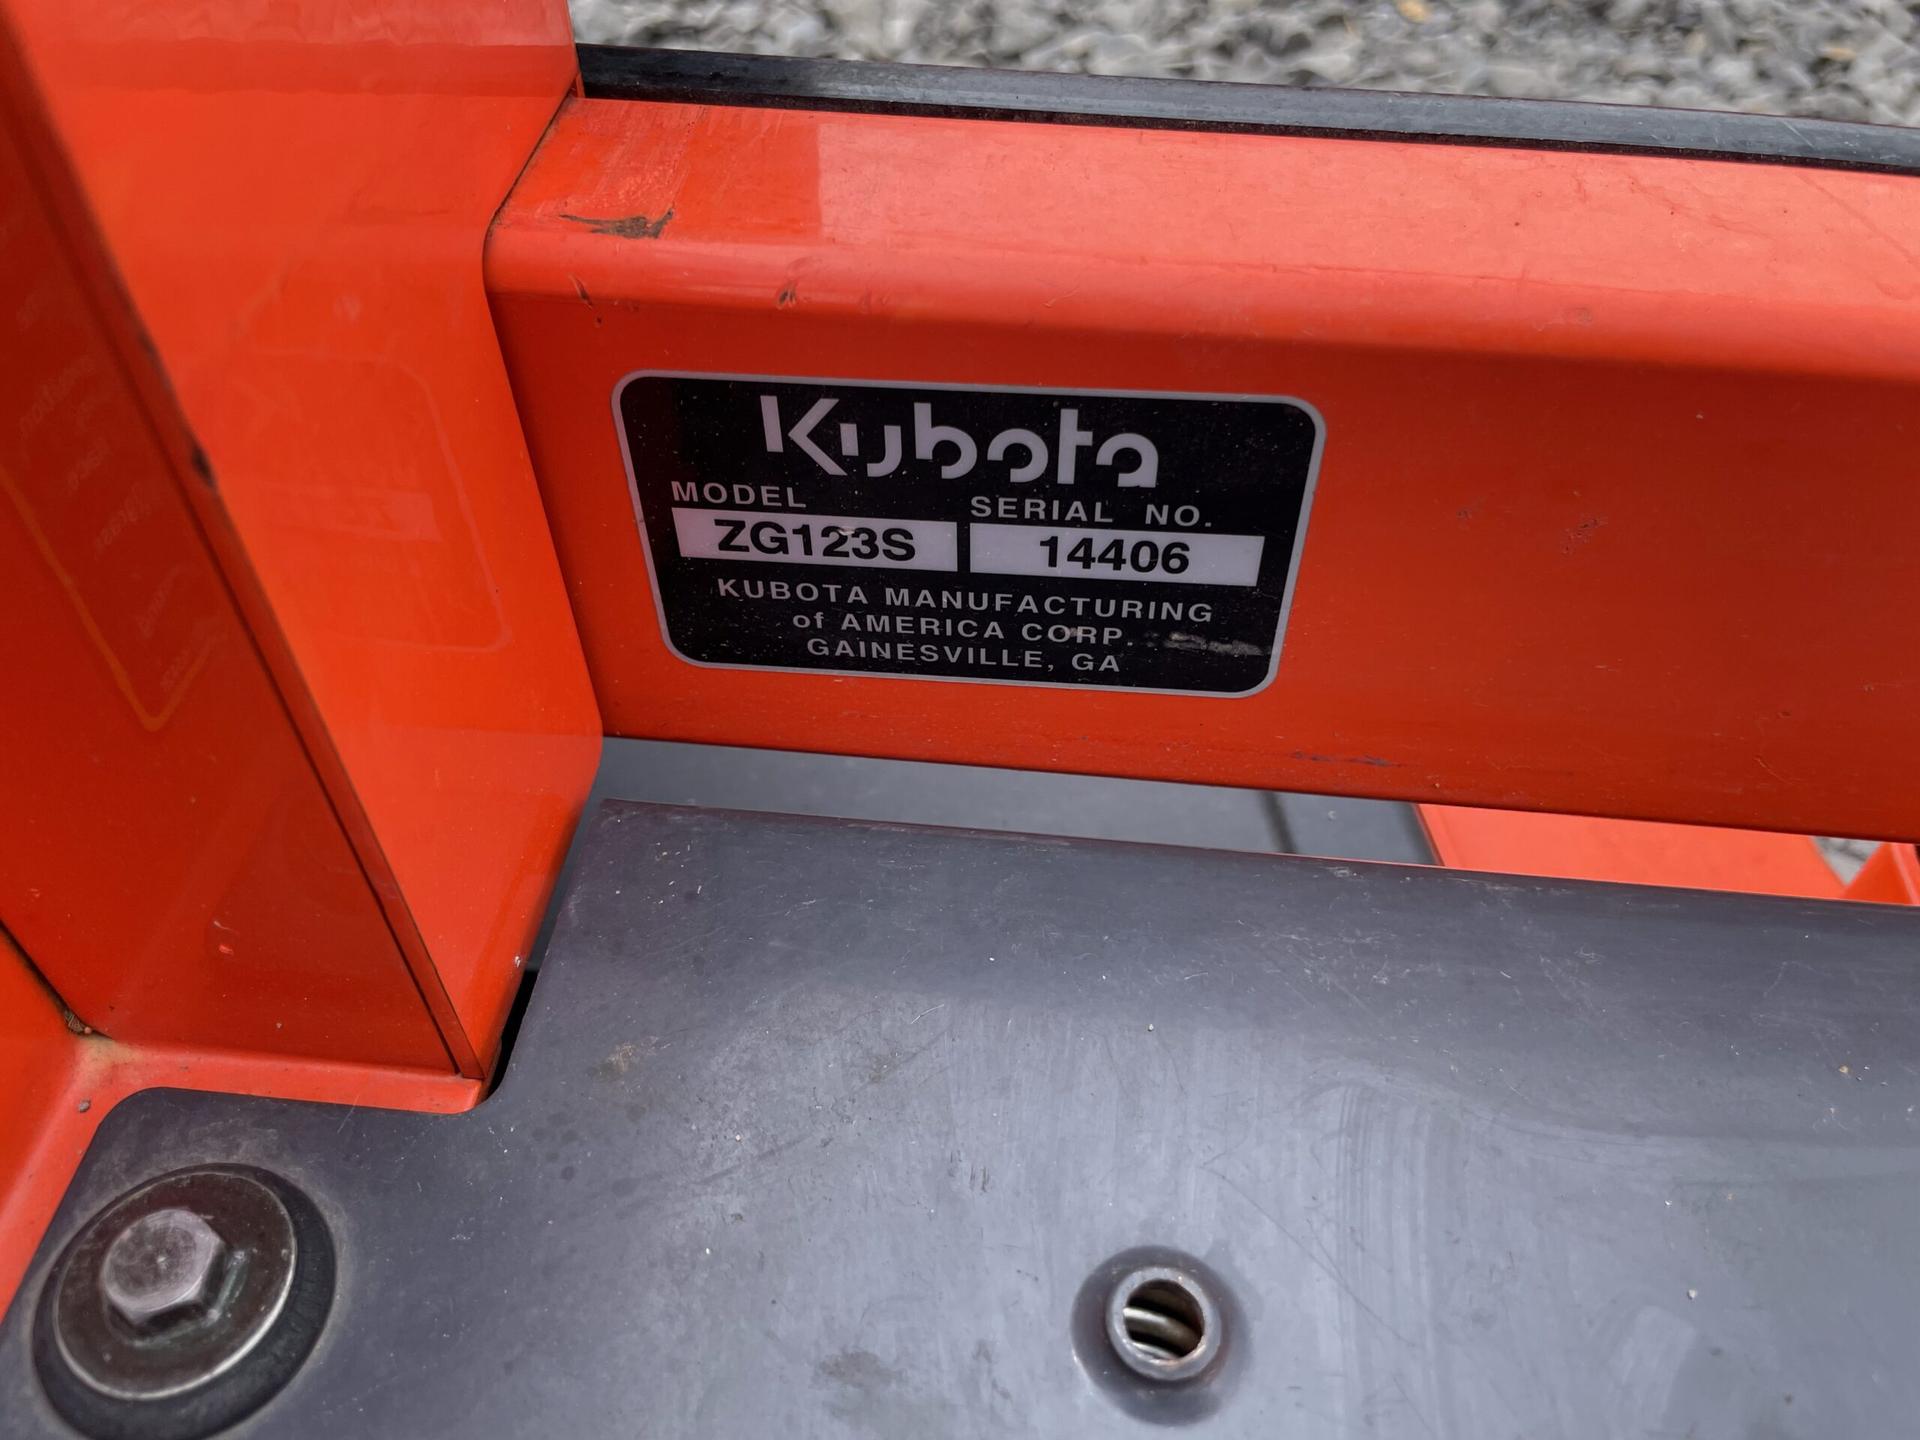 Kubota
MODEL SERIAL NO.
ZG123S 14406
KUBOTA MANUFACTURING
of AMERICA CORP.
GAINESVILLE, GA